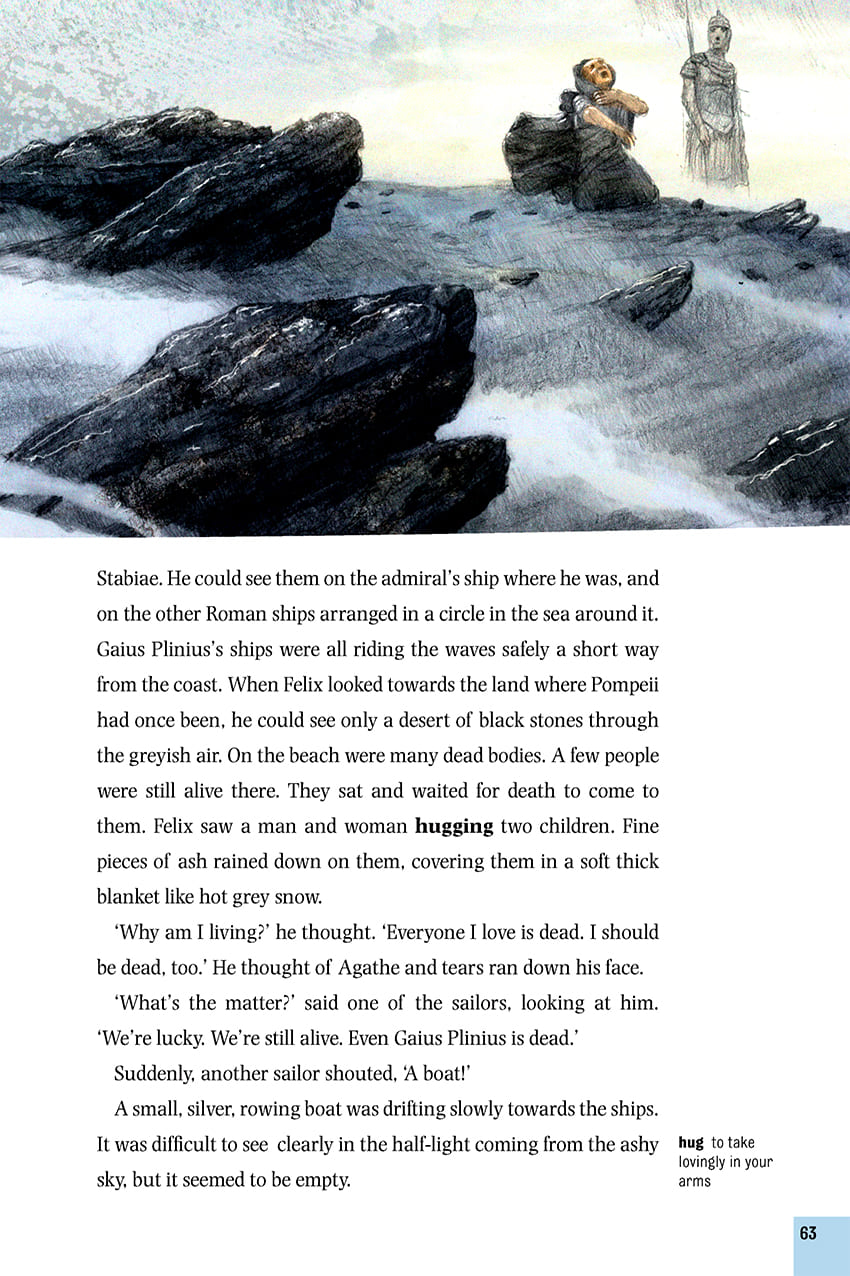 Stabiae. He could see them on the admiral’s ship where he was, and
on the other Roman ships arranged in a circle in the sea around it.
Gaius Plinius’s ships were all riding the waves safely a short way
from the coast. When Felix looked towards the land where Pompeii
had once been, he could see only a desert of black stones through
the greyish air. On the beach were many dead bodies. A few people
were still alive there. They sat and waited for death to come to
them. Felix saw a man and woman hugging two children. Fine
pieces of ash rained down on them, covering them in a soft thick
blanket like hot grey snow.
‘Why am I living?’ he thought. ‘Everyone I love is dead. I should
be dead, too.’ He thought of Agathe and tears ran down his face.
‘What’s the matter?’ said one of the sailors, looking at him.
‘We’re lucky. We’re still alive. Even Gaius Plinius is dead.’
Suddenly, another sailor shouted, ‘A boat!’
A small, silver, rowing boat was drifting slowly towards the ships.
It was difficult to see clearly in the half-light coming from the ashy
sky, but it seemed to be empty.
hug to take
lovingly in your
arms
63